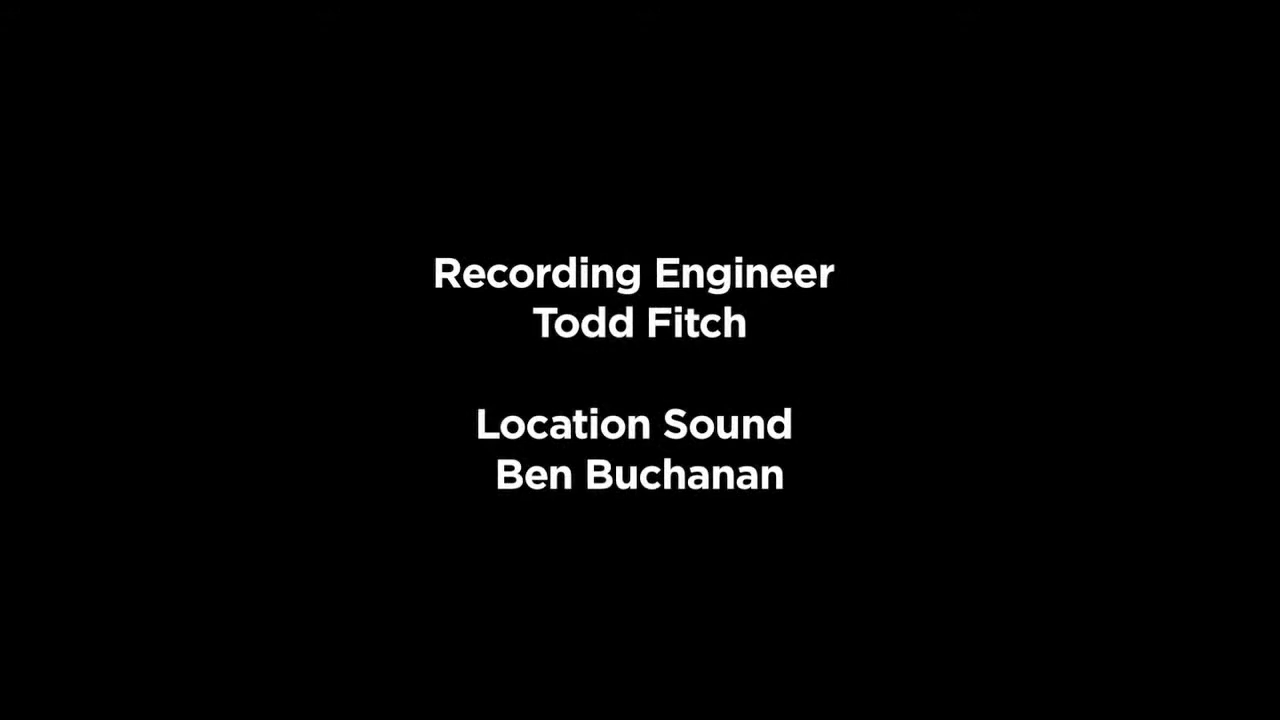 Recording Engineer
Todd Fitch
Location Sound
Ben Buchanan